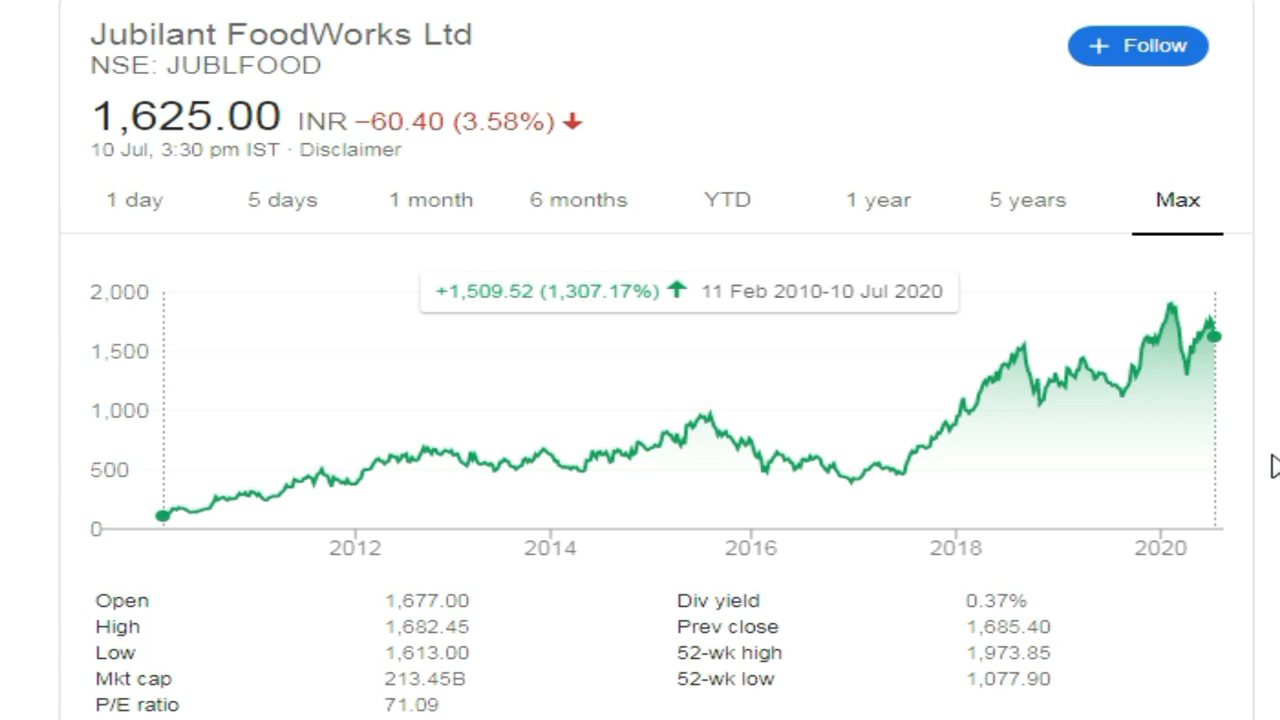 Jubilant FoodWorks Ltd
Follow
NSE: JUBLFOOD
1,625.00 INR −60.40 (3.58%)
10 Jul, 3:30 pm IST · Disclaimer
1 day 5 days 1 month 6 months YTD 1 year 5 years Max
+1,509.52 (1,307.17%) 11 Feb 2010-10 Jul 2020
2,000
1,500
1,000
500
0
2012 2014 2016 2018 2020
Open 1,677.00 Div yield 0.37%
High 1,682.45 Prev close 1,685.40
Low 1,613.00 52-wk high 1,973.85
Mkt cap 213.45B 52-wk low 1,077.90
P/E ratio 71.09